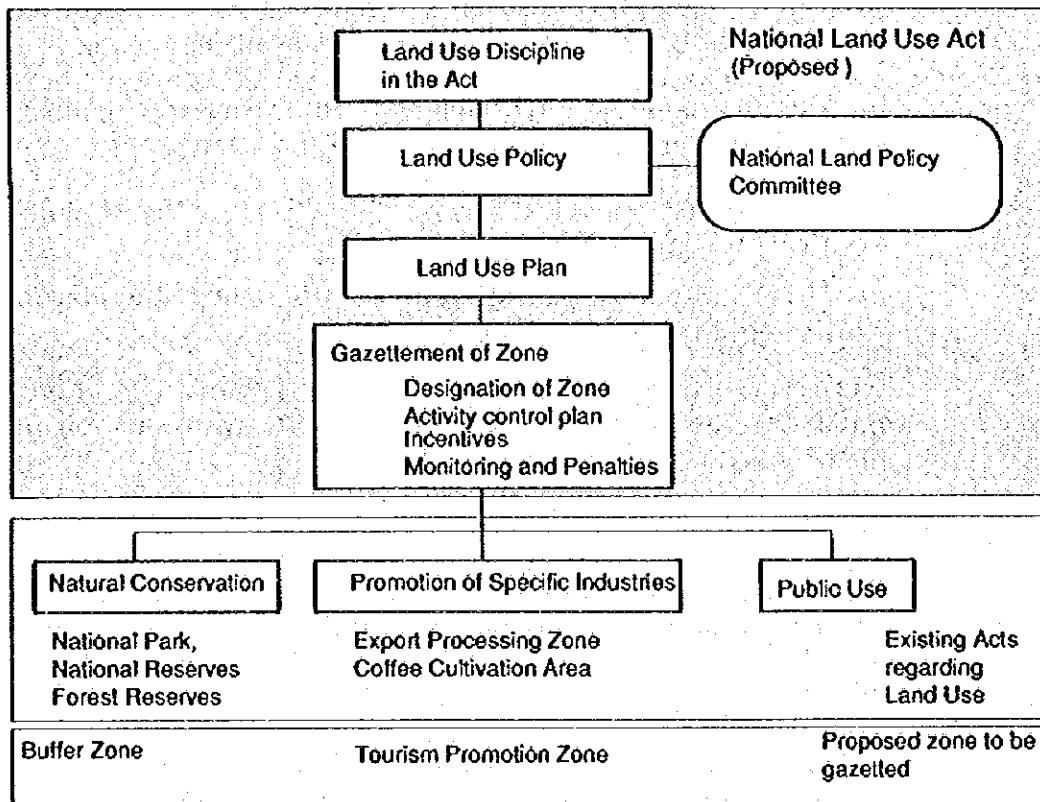 Land Use Discipline
in the Act
National Land Use Act
(Proposed )
Land Use Policy
National Land Policy
Committee
Land Use Plan
Gazettement of Zone
Designation of Zone
Activity control plan
Incentives
Monitoring and Penalties
Natural Conservation
Promotion of Specific Industries
Public Use
National Park,
National Reserves
Forest Reserves
Export Processing Zone
Coffee Cultivation Area
Existing Acts
regarding
Land Use
Buffer Zone
Tourism Promotion Zone
Proposed zone to be
gazetted